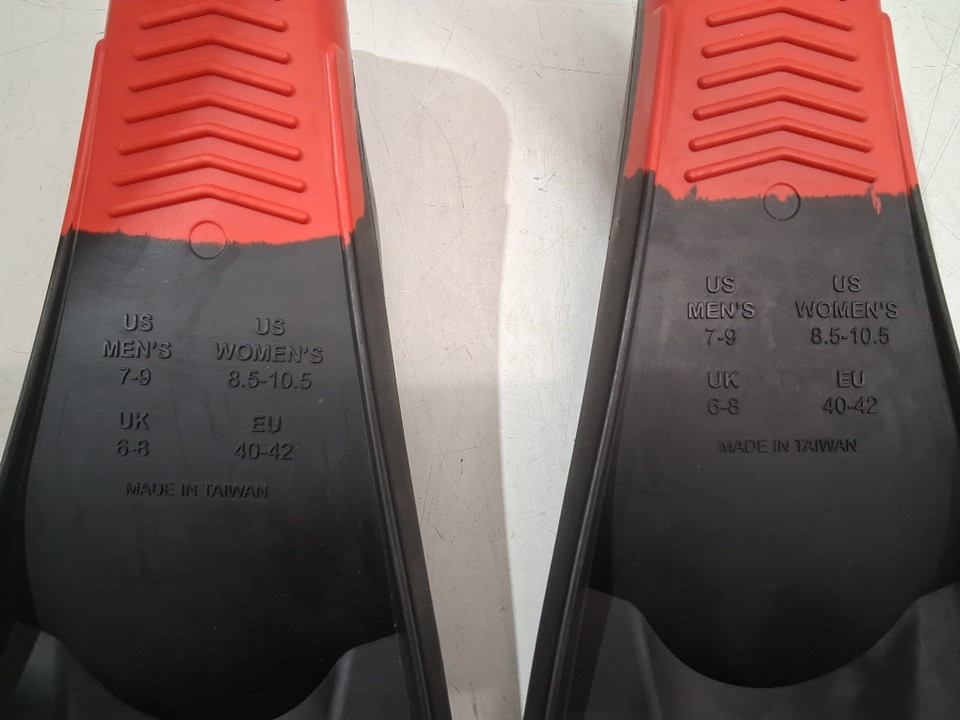 US
MEN'S
7-9
US
WOMEN'S
8.5-10.5
UK
6-8
EU
40-42
MADE IN TAIWAN
US
MEN'S
7-9
US
WOMEN'S
8.5-10.5
UK
6-8
EU
40-42
MADE IN TAIWAN